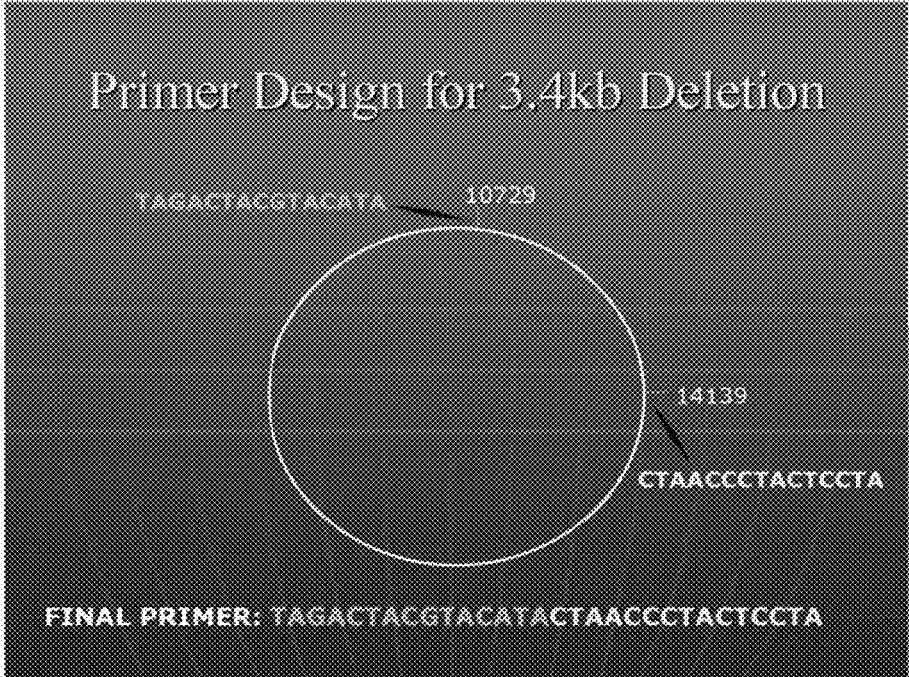 Primer Design for 3.4kb Deletion
TAGACTACGTACATA
10729
14139
CTAACCCTACTCCTA
FINAL PRIMER: TAGACTACGTACATACTAACCCTACTCCTA